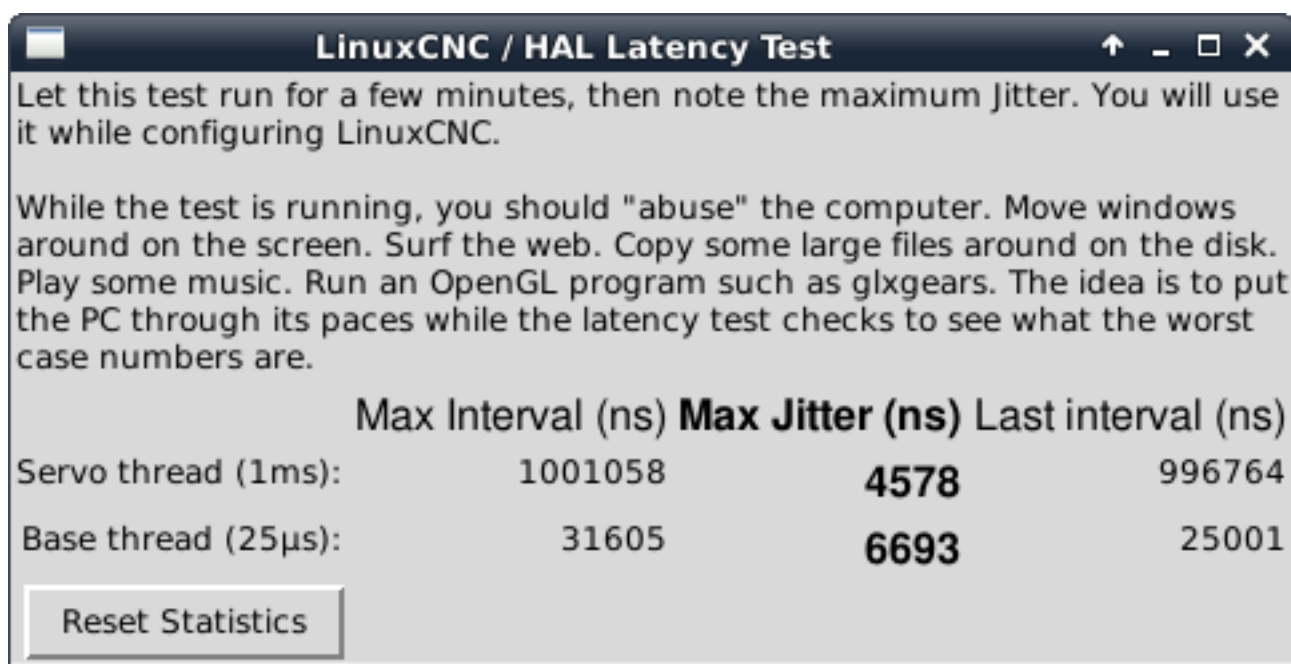 LinuxCNC / HAL Latency Test
Let this test run for a few minutes, then note the maximum Jitter. You will use
it while configuring LinuxCNC.
While the test is running, you should "abuse" the computer. Move windows
around on the screen. Surf the web. Copy some large files around on the disk.
Play some music. Run an OpenGL program such as glxgears. The idea is to put
the PC through its paces while the latency test checks to see what the worst
case numbers are.
Max Interval (ns) Max Jitter (ns) Last interval (ns)
Servo thread (1ms): 1001058 4578 996764
Base thread (25µs): 31605 6693 25001
Reset Statistics